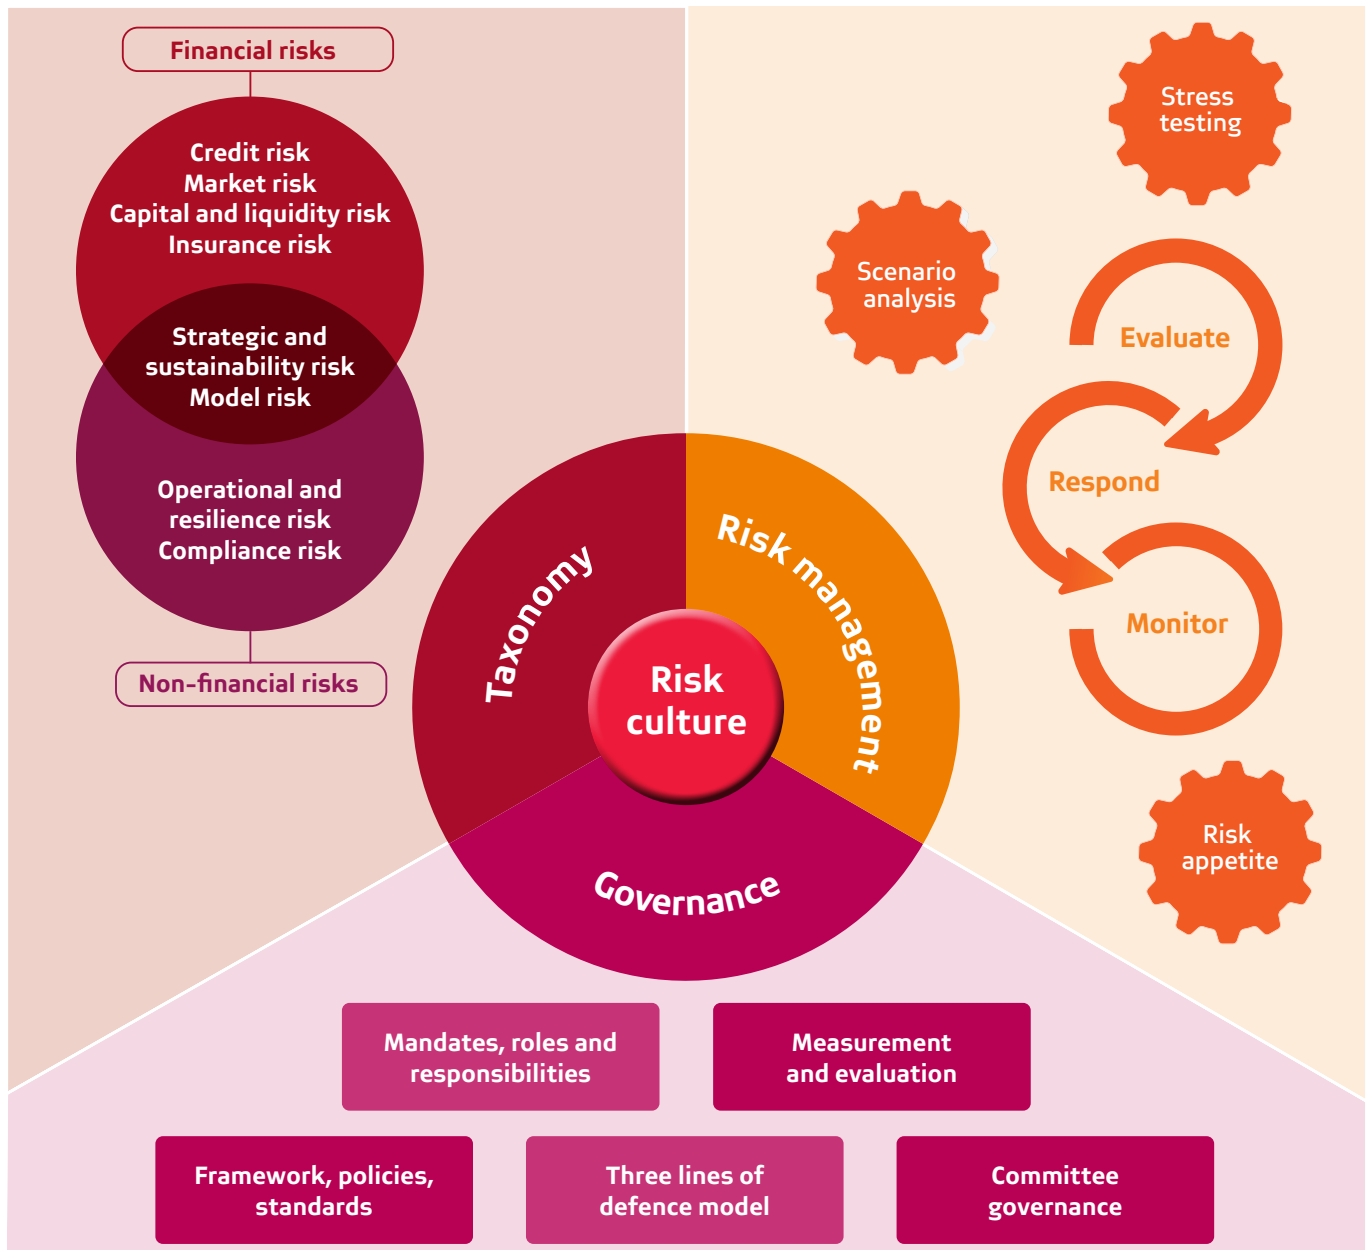 Financial risks
Credit risk
Market risk
Capital and liquidity risk
Insurance risk
Strategic and
sustainability risk
Model risk
Operational and
resilience risk
Compliance risk
Non-financial risks
Stress
testing
Scenario
analysis
Evaluate
Respond
Monitor
Risk
appetite
Taxonomy
Risk management
Risk
culture
Governance
Mandates, roles and
responsibilities
Measurement
and evaluation
Framework, policies,
standards
Three lines of
defence model
Committee
governance